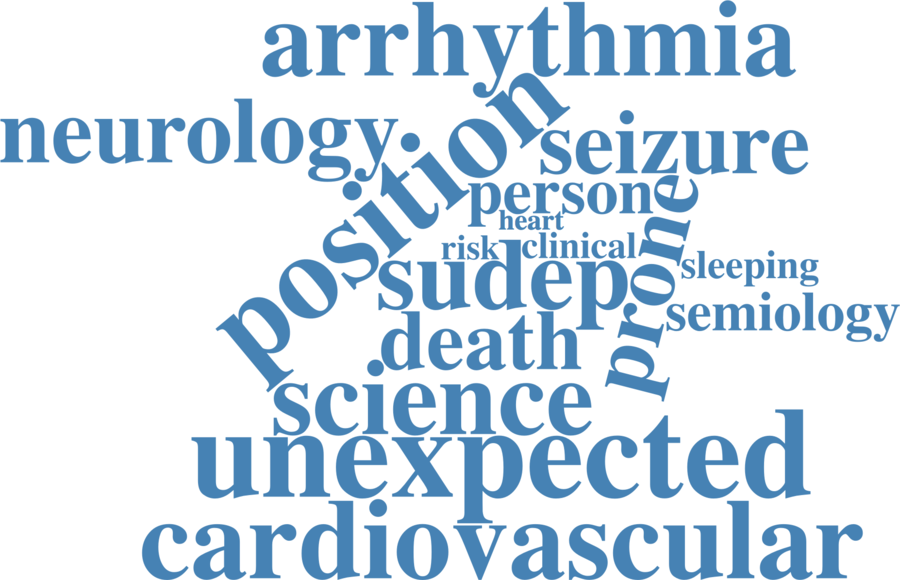 arrhythmia
neurology
position
seizure
person
heart
risk
clinical
sudep
prone
sleeping
semiology
death
science
unexpected
cardiovascular